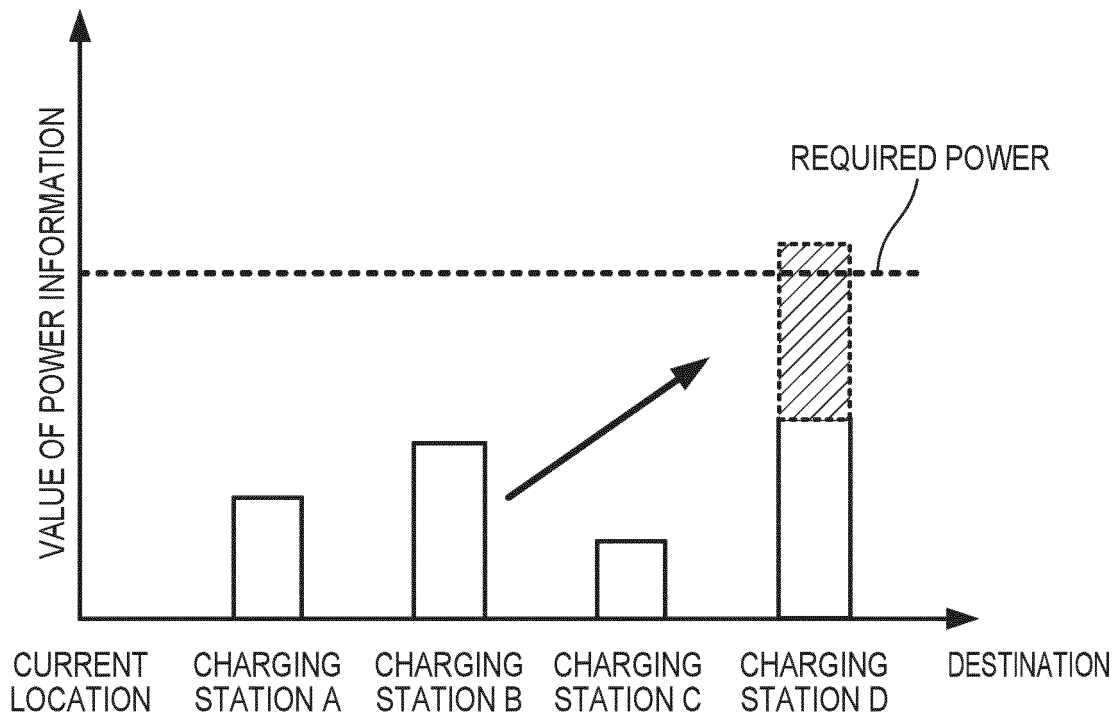 VALUE OF POWER INFORMATION
REQUIRED POWER
CURRENT
LOCATION
CHARGING
STATION A
CHARGING
STATION B
CHARGING
STATION C
CHARGING
STATION D
DESTINATION